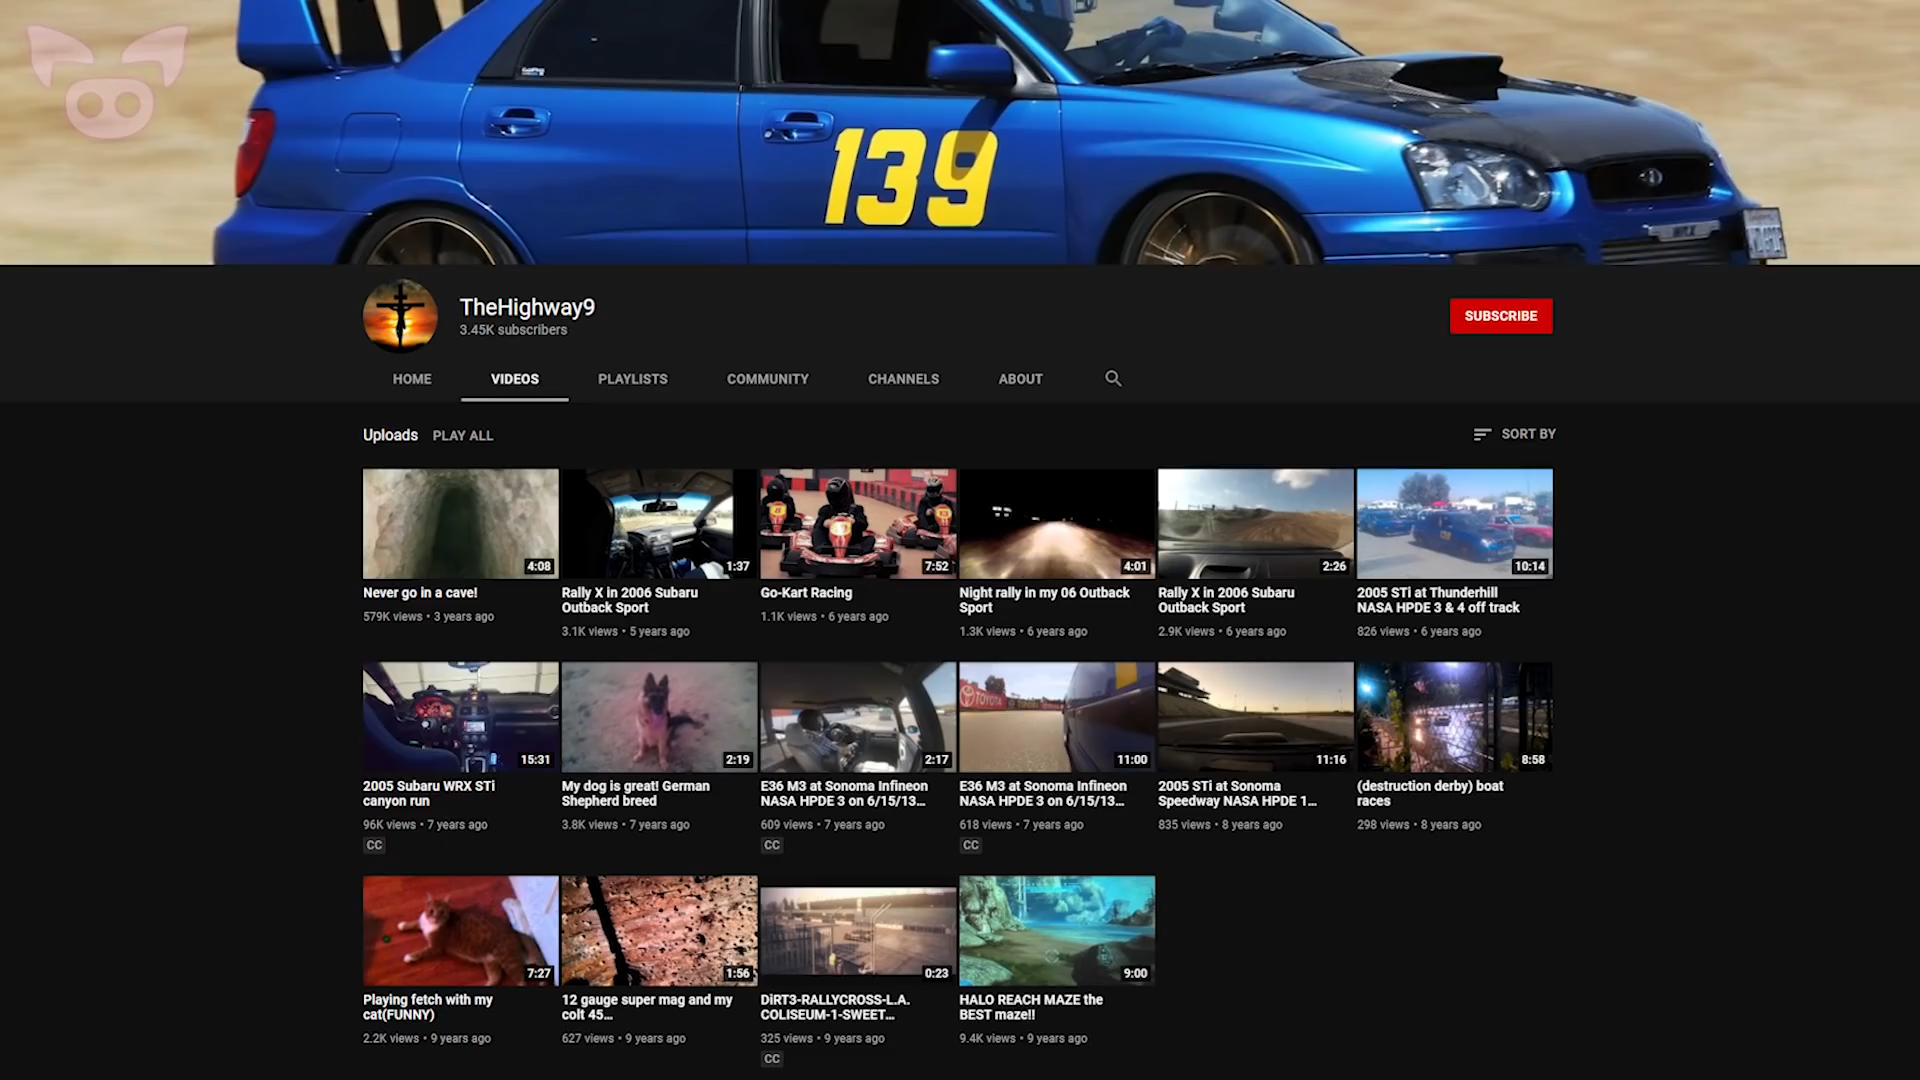 139
TheHighway9
3.45K subscribers
SUBSCRIBE
HOME VIDEOS PLAYLISTS COMMUNITY CHANNELS ABOUT
Uploads PLAY ALL
SORT BY
4:08 1:37 7:52 4:01 2:26 10:14
Never go in a cave!
579K views • 3 years ago
Rally X in 2006 Subaru
Outback Sport
3.1K views • 5 years ago
Go-Kart Racing
1.1K views • 6 years ago
Night rally in my 06 Outback
Sport
1.3K views • 6 years ago
Rally X in 2006 Subaru
Outback Sport
2.9K views • 6 years ago
2005 STi at Thunderhill
NASA HPDE 3 & 4 off track
826 views • 6 years ago
TOYOTA
15:31 2:19 2:17 11:00 11:16 8:58
2005 Subaru WRX STi
canyon run
96K views • 7 years ago
CC
My dog is great! German
Shepherd breed
3.8K views • 7 years ago
E36 M3 at Sonoma Infineon
NASA HPDE 3 on 6/15/13...
609 views • 7 years ago
CC
E36 M3 at Sonoma Infineon
NASA HPDE 3 on 6/15/13...
618 views • 7 years ago
CC
2005 STi at Sonoma
Speedway NASA HPDE 1...
835 views • 8 years ago
(destruction derby) boat
races
298 views • 8 years ago
7:27 1:56 0:23 9:00
Playing fetch with my
cat(FUNNY)
2.2K views • 9 years ago
12 gauge super mag and my
colt 45...
627 views • 9 years ago
DiRT3-RALLYCROSS-L.A.
COLISEUM-1-SWEET...
325 views • 9 years ago
CC
HALO REACH MAZE the
BEST maze!!
9.4K views • 9 years ago